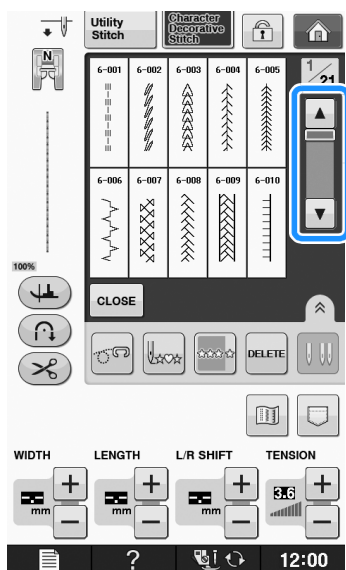 Utility
Stitch
Character
Decorative
Stitch
N
6-001 6-002 6-003 6-004 6-005
1/21
6-006 6-007 6-008 6-009 6-010
100%
CLOSE
DELETE
WIDTH LENGTH L/R SHIFT TENSION
+ + + +
-.-- -.-- -.-- 3.6
mm mm mm
− − − −
? 12:00